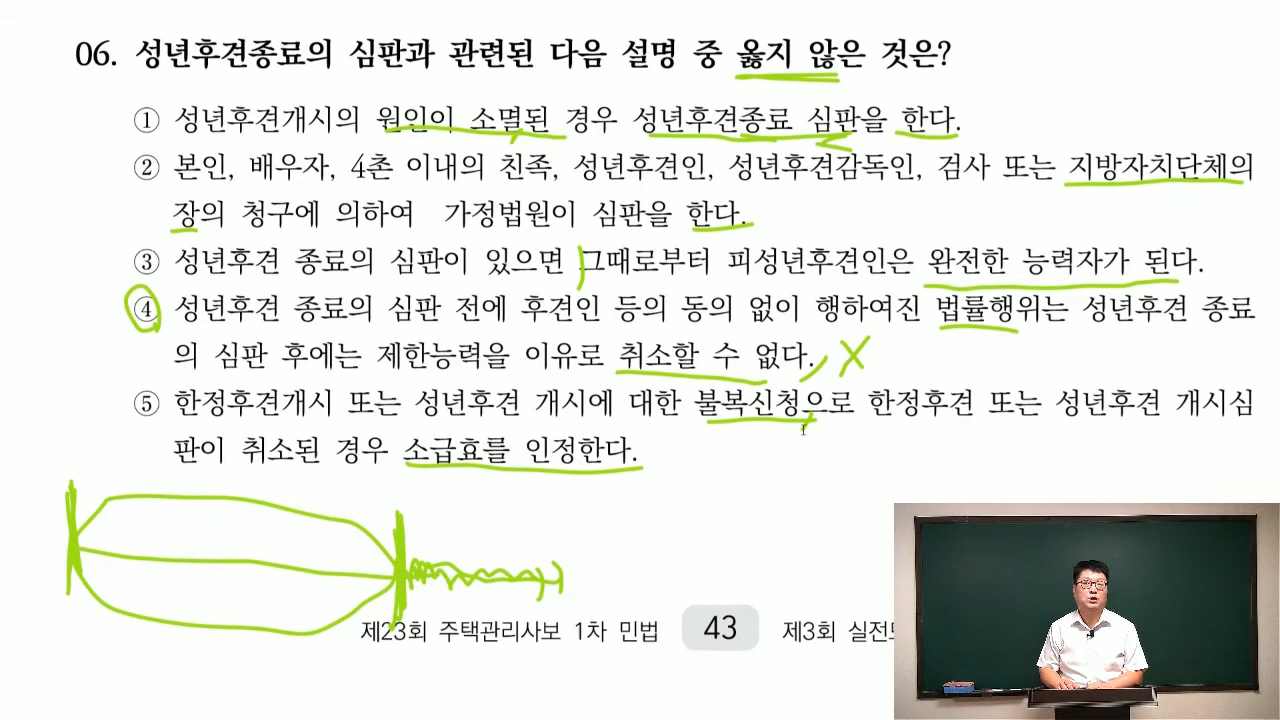 06. 성년후견종료의 심판과 관련된 다음 설명 중 옳지 않은 것은?
① 성년후견개시의 원인이 소멸된 경우 성년후견종료 심판을 한다.
② 본인, 배우자, 4촌 이내의 친족, 성년후견인, 성년후견감독인, 검사 또는 지방자치단체의
장의 청구에 의하여 가정법원이 심판을 한다.
③ 성년후견 종료의 심판이 있으면 그때로부터 피성년후견인은 완전한 능력자가 된다.
④ 성년후견 종료의 심판 전에 후견인 등의 동의 없이 행하여진 법률행위는 성년후견 종료
의 심판 후에는 제한능력을 이유로 취소할 수 없다. X
⑤ 한정후견개시 또는 성년후견 개시에 대한 불복신청으로 한정후견 또는 성년후견 개시심
판이 취소된 경우 소급효를 인정한다.
제23회 주택관리사보 1차 민법 43 제3회 실전모